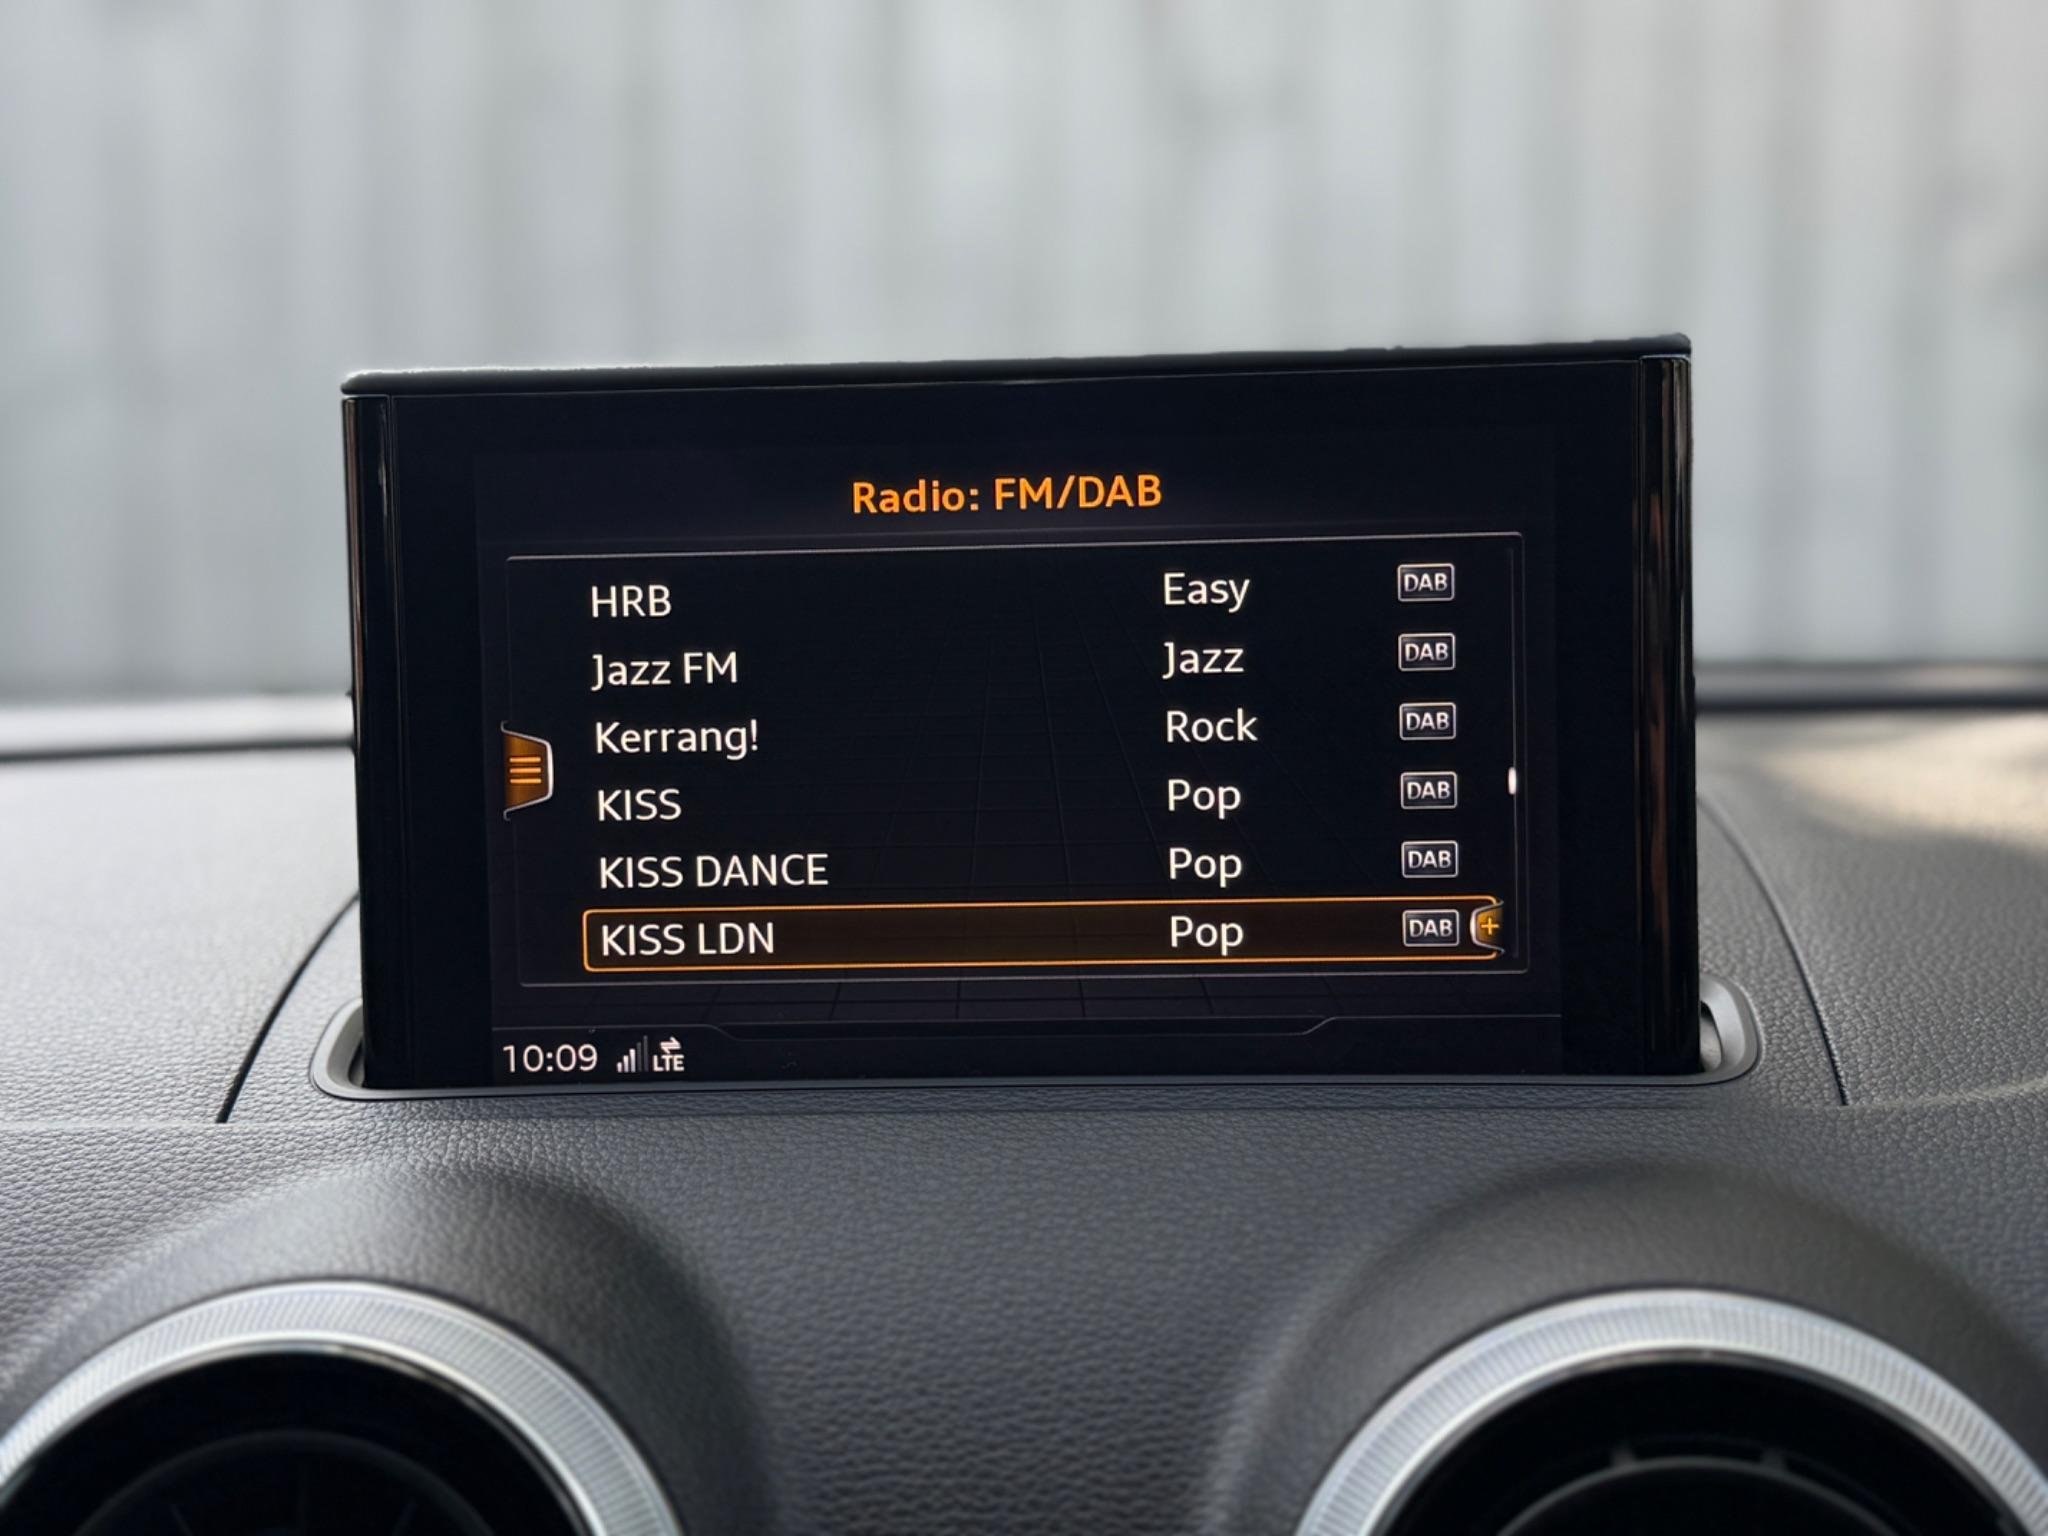 Radio: FM/DAB
HRB Easy DAB
Jazz FM Jazz DAB
Kerrang! Rock DAB
KISS Pop DAB
KISS DANCE Pop DAB
KISS LDN Pop DAB +
10:09 LTE